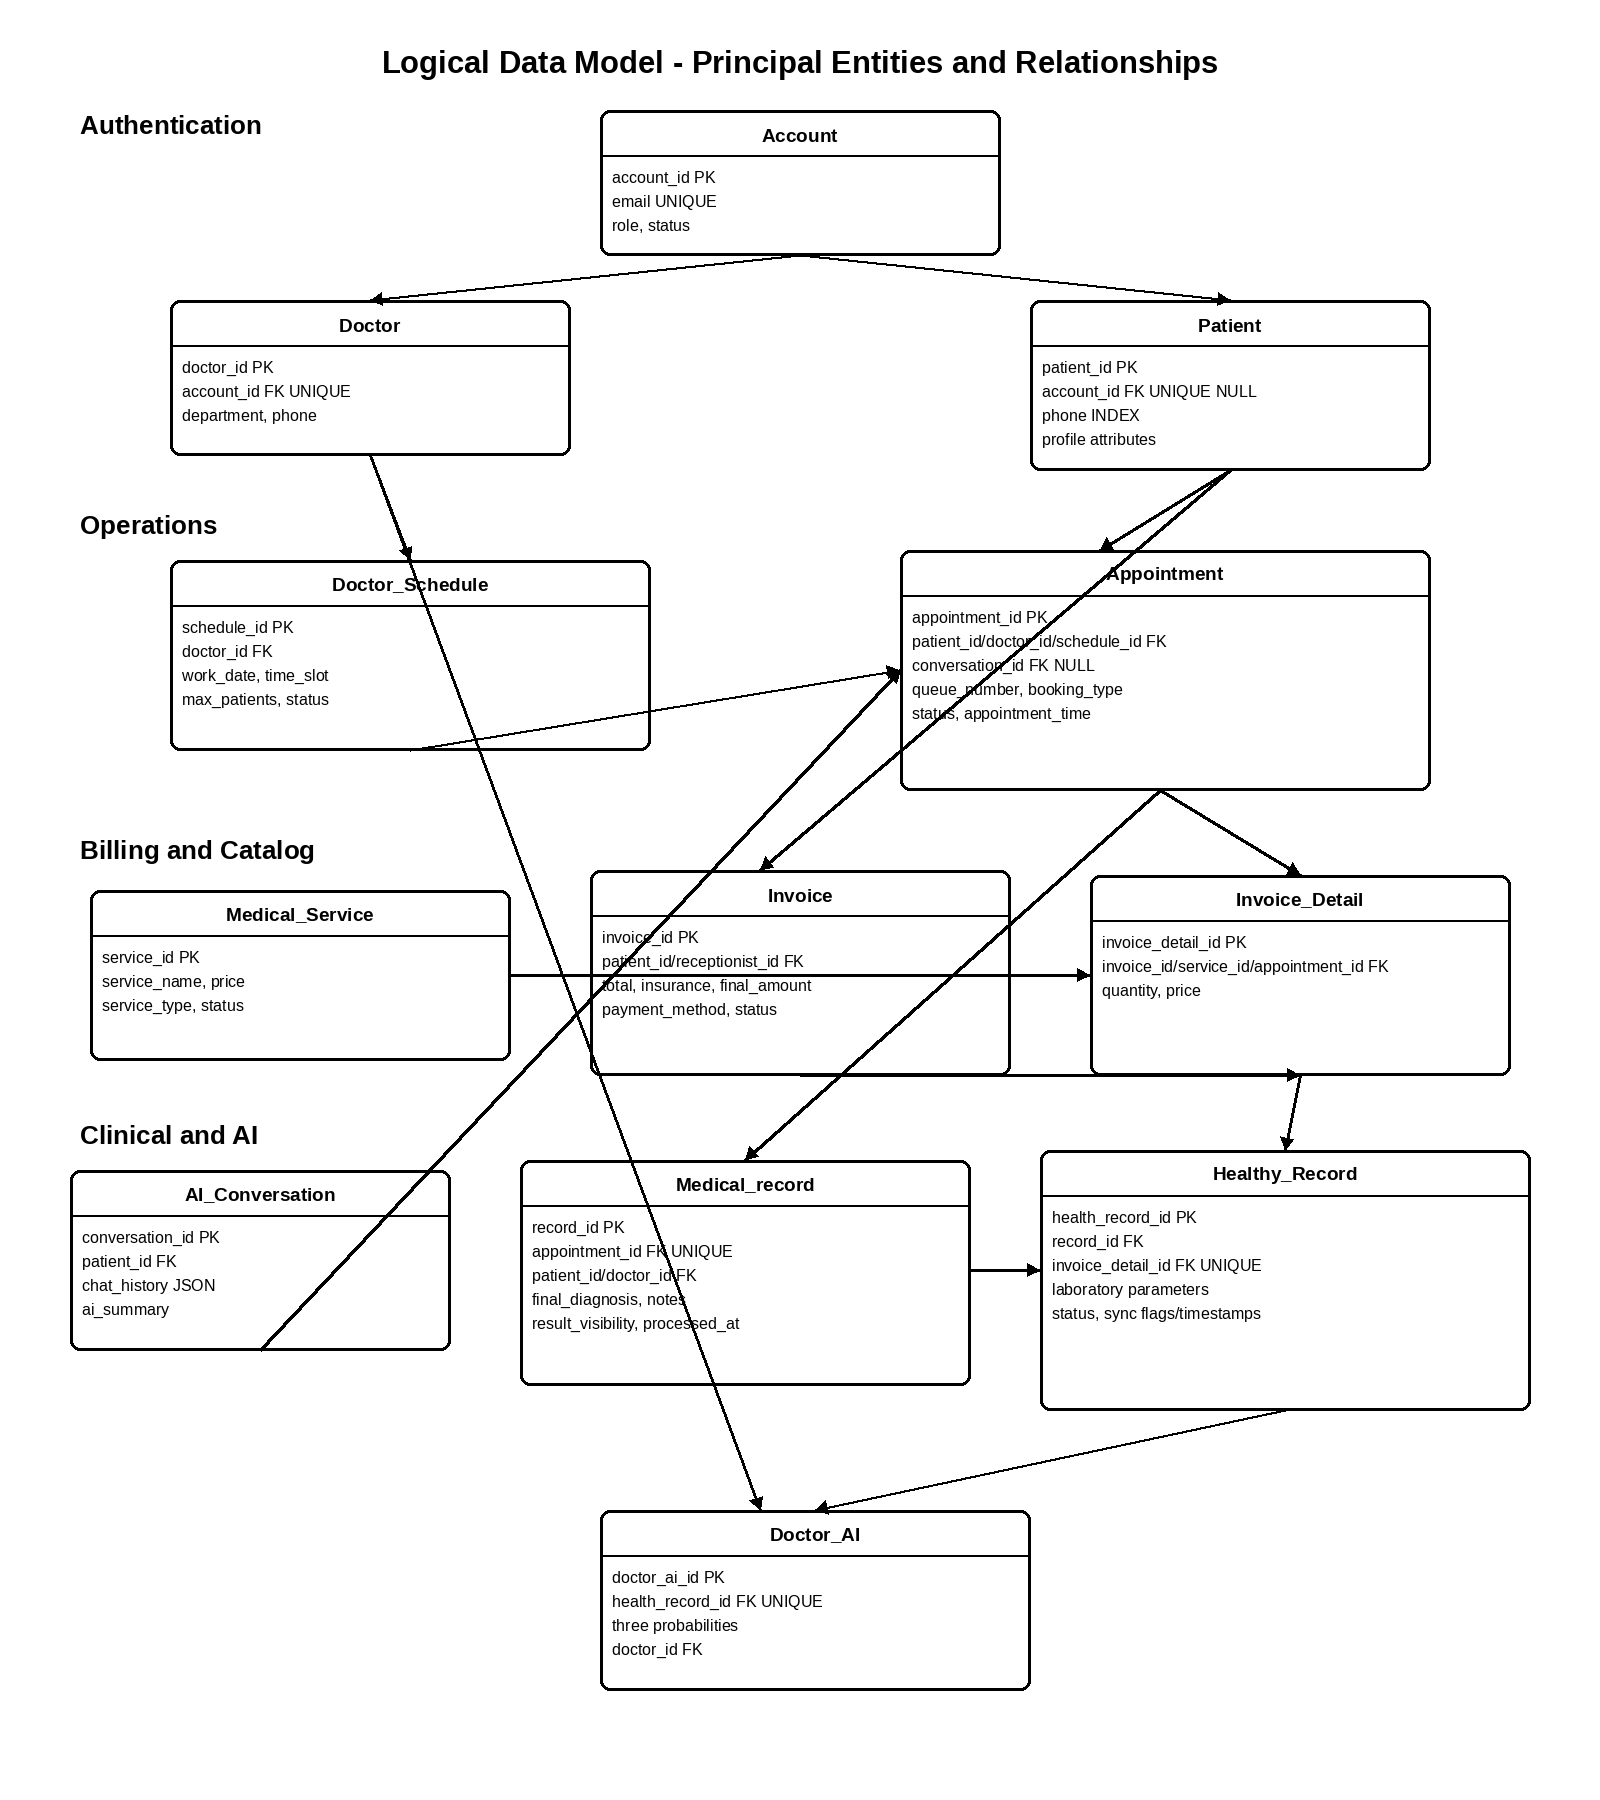 Logical Data Model - Principal Entities and Relationships
Authentication
Account
account_id PK
email UNIQUE
role, status
Doctor
doctor_id PK
account_id FK UNIQUE
department, phone
Patient
patient_id PK
account_id FK UNIQUE NULL
phone INDEX
profile attributes
Operations
Doctor_Schedule
schedule_id PK
doctor_id FK
work_date, time_slot
max_patients, status
Appointment
appointment_id PK
patient_id/doctor_id/schedule_id FK
conversation_id FK NULL
queue_number, booking_type
status, appointment_time
Billing and Catalog
Medical_Service
service_id PK
service_name, price
service_type, status
Invoice
invoice_id PK
patient_id/receptionist_id FK
total, insurance, final_amount
payment_method, status
Invoice_Detail
invoice_detail_id PK
invoice_id/service_id/appointment_id FK
quantity, price
Clinical and AI
AI_Conversation
conversation_id PK
patient_id FK
chat_history JSON
ai_summary
Medical_record
record_id PK
appointment_id FK UNIQUE
patient_id/doctor_id FK
final_diagnosis, notes
result_visibility, processed_at
Healthy_Record
health_record_id PK
record_id FK
invoice_detail_id FK UNIQUE
laboratory parameters
status, sync flags/timestamps
Doctor_AI
doctor_ai_id PK
health_record_id FK UNIQUE
three probabilities
doctor_id FK